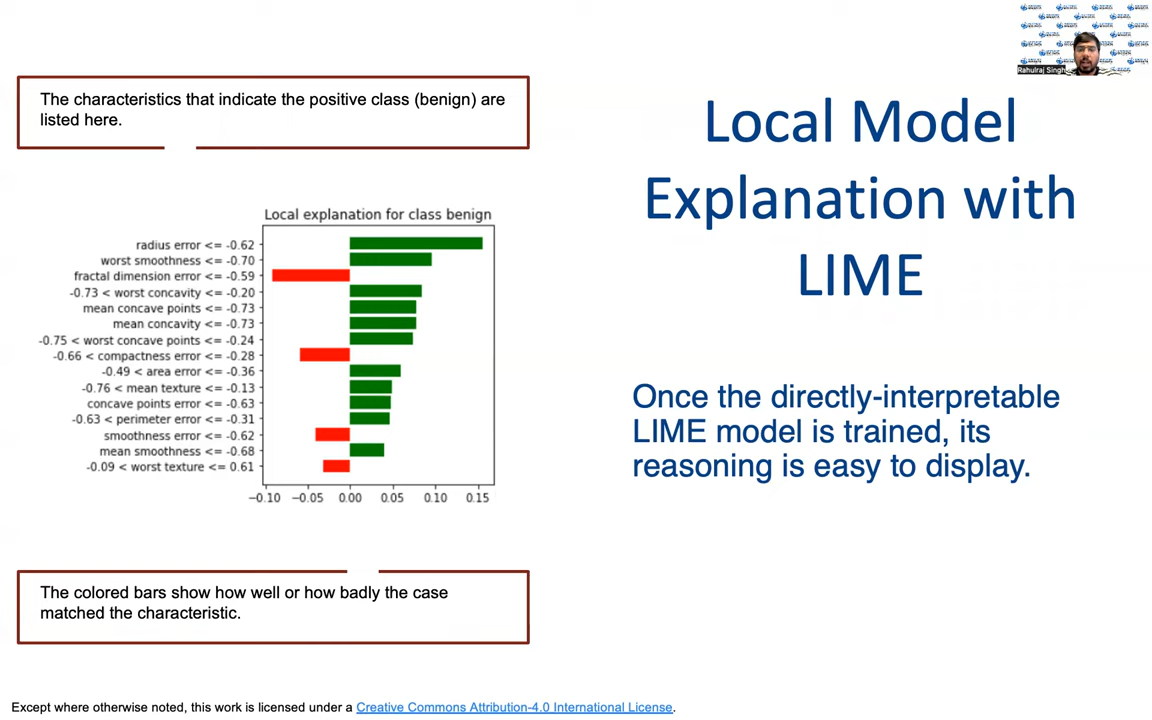 Rahulraj Singh
The characteristics that indicate the positive class (benign) are
listed here.
Local Model
Explanation with
LIME
Local explanation for class benign
radius error <= -0.62
worst smoothness <= -0.70
fractal dimension error <= -0.59
-0.73 < worst concavity <= -0.20
mean concave points <= -0.73
mean concavity <= -0.73
-0.75 < worst concave points <= -0.24
-0.66 < compactness error <= -0.28
-0.49 < area error <= -0.36
-0.76 < mean texture <= -0.13
concave points error <= -0.63
-0.63 < perimeter error <= -0.31
smoothness error <= -0.62
mean smoothness <= -0.68
-0.09 < worst texture <= 0.61
−0.10 −0.05 0.00 0.05 0.10 0.15
Once the directly-interpretable
LIME model is trained, its
reasoning is easy to display.
The colored bars show how well or how badly the case
matched the characteristic.
Except where otherwise noted, this work is licensed under a Creative Commons Attribution-4.0 International License.